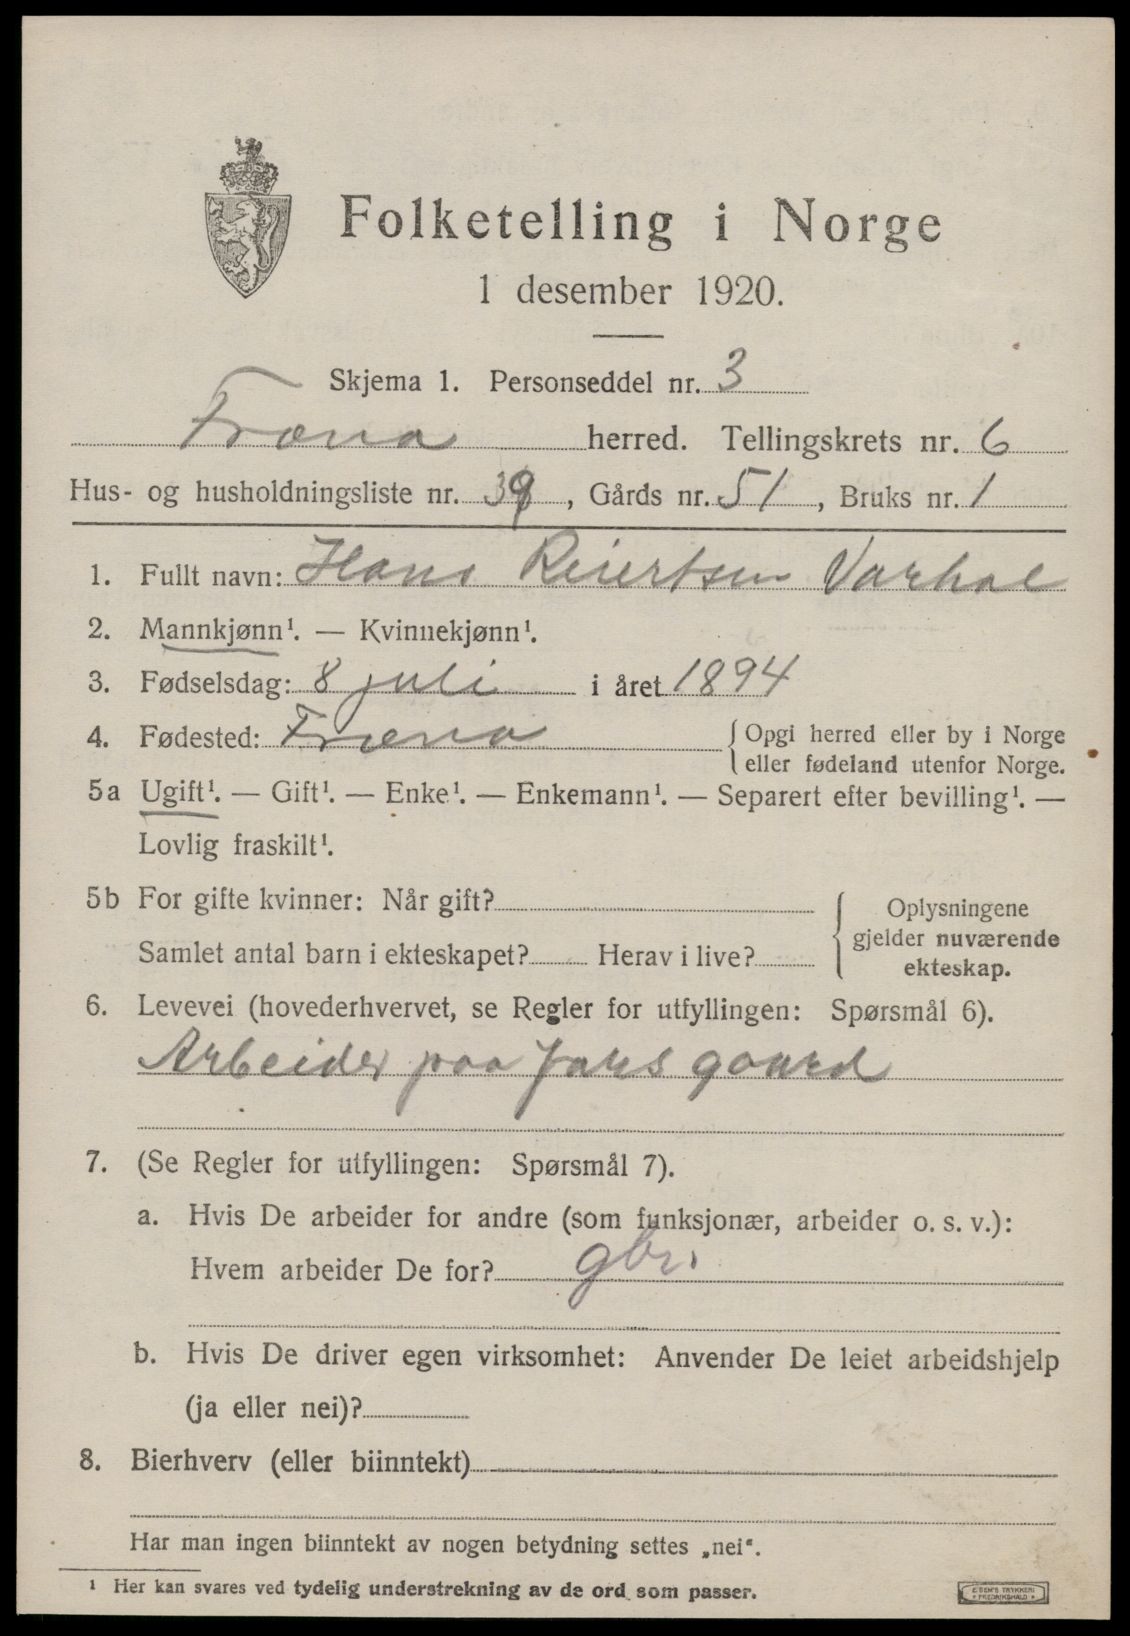 Folketelling i Norge
1 desember 1920.
Skjema 1. Personseddel nr. 3
Fræna herred. Tellingskrets nr. 6
Hus- og husholdningsliste nr. 39, Gårds nr. 51, Bruks nr. 1
1. Fullt navn: Hans Reiertsen Varhol
2. Mannkjønn¹. — Kvinnekjønn¹.
3. Fødselsdag: 8 juli i året 1894
4. Fødested: Fræna {Opgi herred eller by i Norge
eller fødeland utenfor Norge.
5a Ugift¹. — Gift¹. — Enke¹. — Enkemann¹. — Separert efter bevilling¹. —
Lovlig fraskilt¹.
5b For gifte kvinner: Når gift?
Samlet antal barn i ekteskapet? Herav i live?
Oplysningene
gjelder nuværende
ekteskap.
6. Levevei (hovederhvervet, se Regler for utfyllingen: Spørsmål 6).
Arbeider paa Fars gaard
7. (Se Regler for utfyllingen: Spørsmål 7).
a. Hvis De arbeider for andre (som funksjonær, arbeider o. s. v.):
Hvem arbeider De for? gbr.
b. Hvis De driver egen virksomhet: Anvender De leiet arbeidshjelp
(ja eller nei)?
8. Bierhverv (eller biinntekt)
Har man ingen biinntekt av nogen betydning settes „nei".
¹ Her kan svares ved tydelig understrekning av de ord som passer.